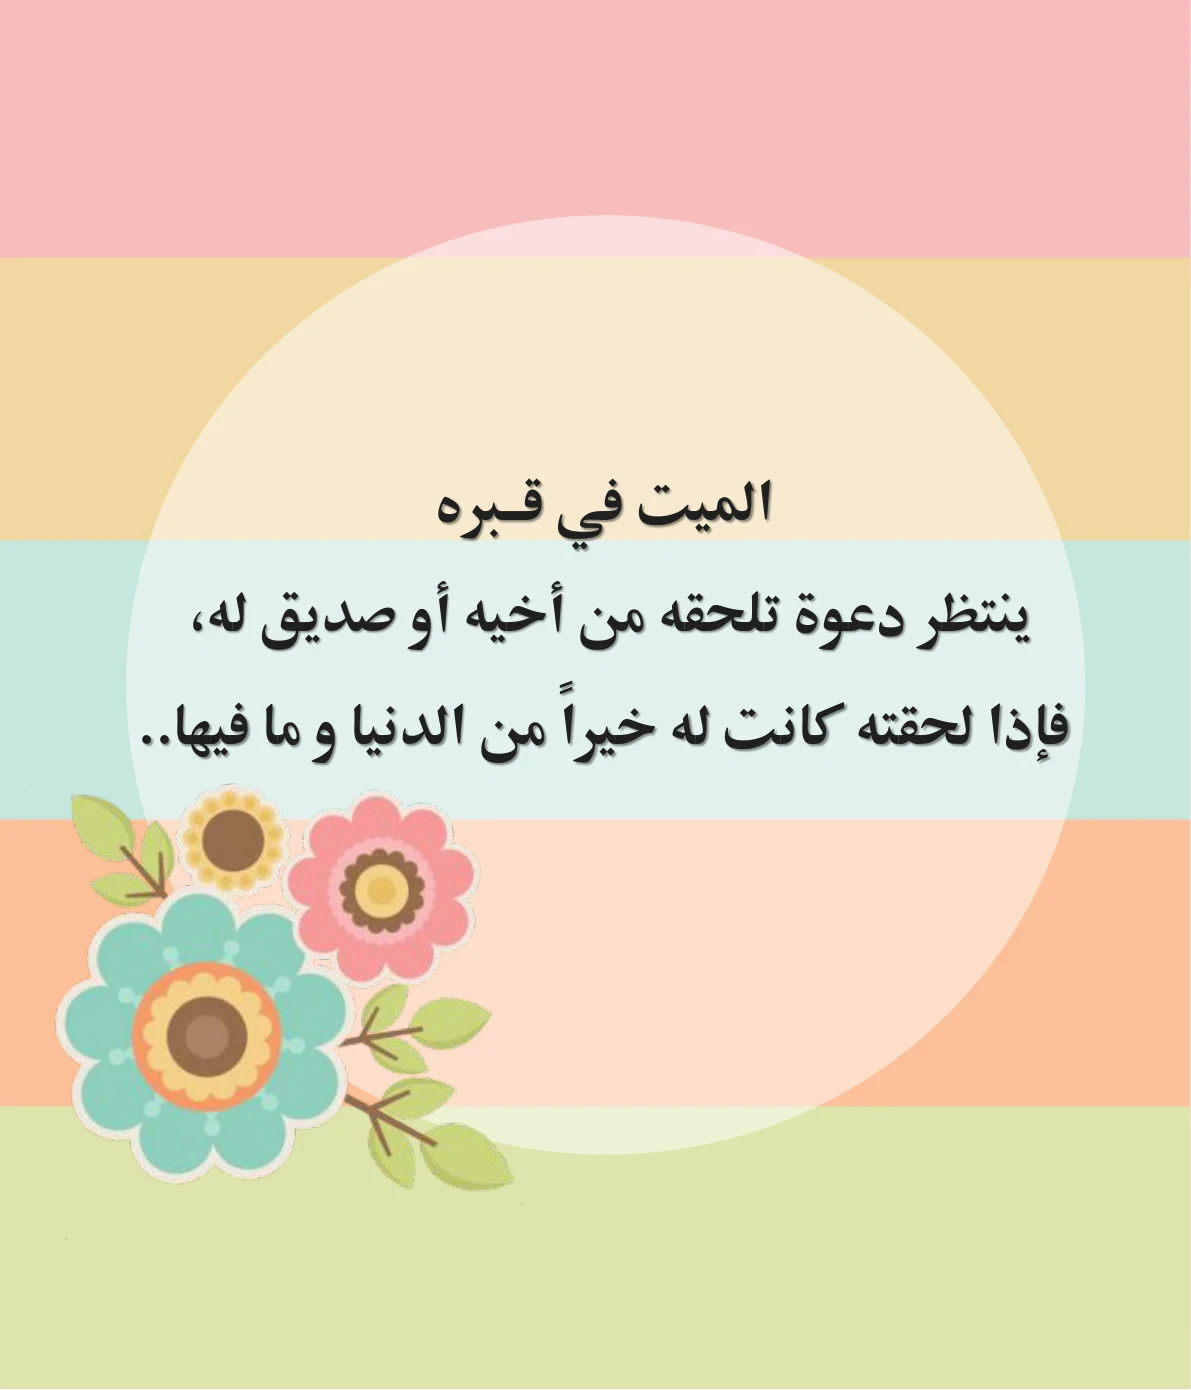 الميت في قـبره
ينتظر دعوة تلحقه من أخيه أو صديق له،
فإذا لحقته كانت له خيراً من الدنيا و ما فيها..